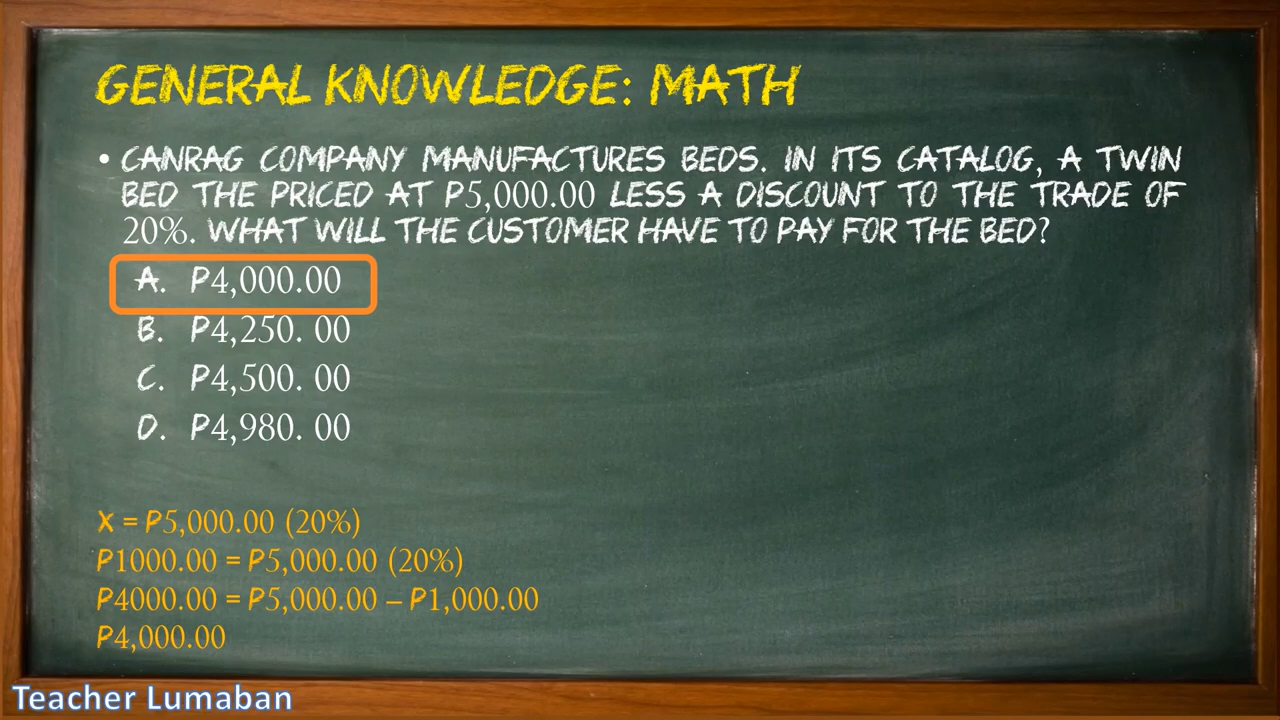 GENERAL KNOWLEDGE: MATH
• CANRAG COMPANY MANUFACTURES BEDS. IN ITS CATALOG, A TWIN
BED THE PRICED AT P5,000.00 LESS A DISCOUNT TO THE TRADE OF
20%. WHAT WILL THE CUSTOMER HAVE TO PAY FOR THE BED?
A. P4,000.00
B. P4,250. 00
C. P4,500. 00
D. P4,980. 00
X = P5,000.00 (20%)
P1000.00 = P5,000.00 (20%)
P4000.00 = P5,000.00 – P1,000.00
P4,000.00
Teacher Lumaban